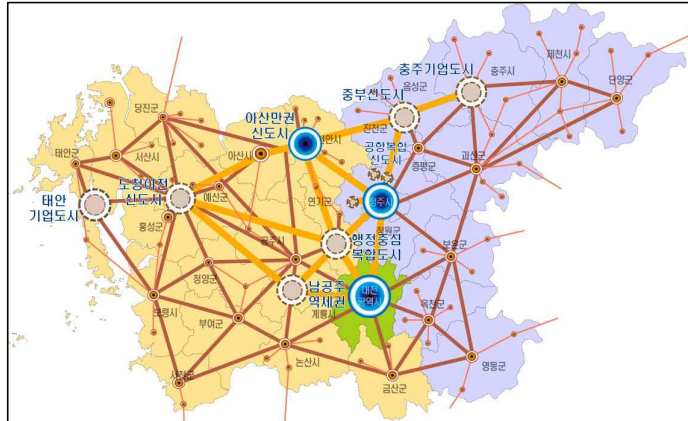 제천시
충주기업도시
충주시
단양군
음성군
중부신도시
당진군
아산만권
신도시
천안시
진천군
공항복합
신도시
증평군
괴산군
태안군
서산시
아산시
도청이전
신도시
예산군
연기군
청주시
태안
기업도시
홍성군
청원군
행정중심
복합도시
공주시
보은군
청양군
남공주
역세권
대전
광역시
옥천군
보령시
부여군
계룡시
논산시
영동군
서천군
금산군